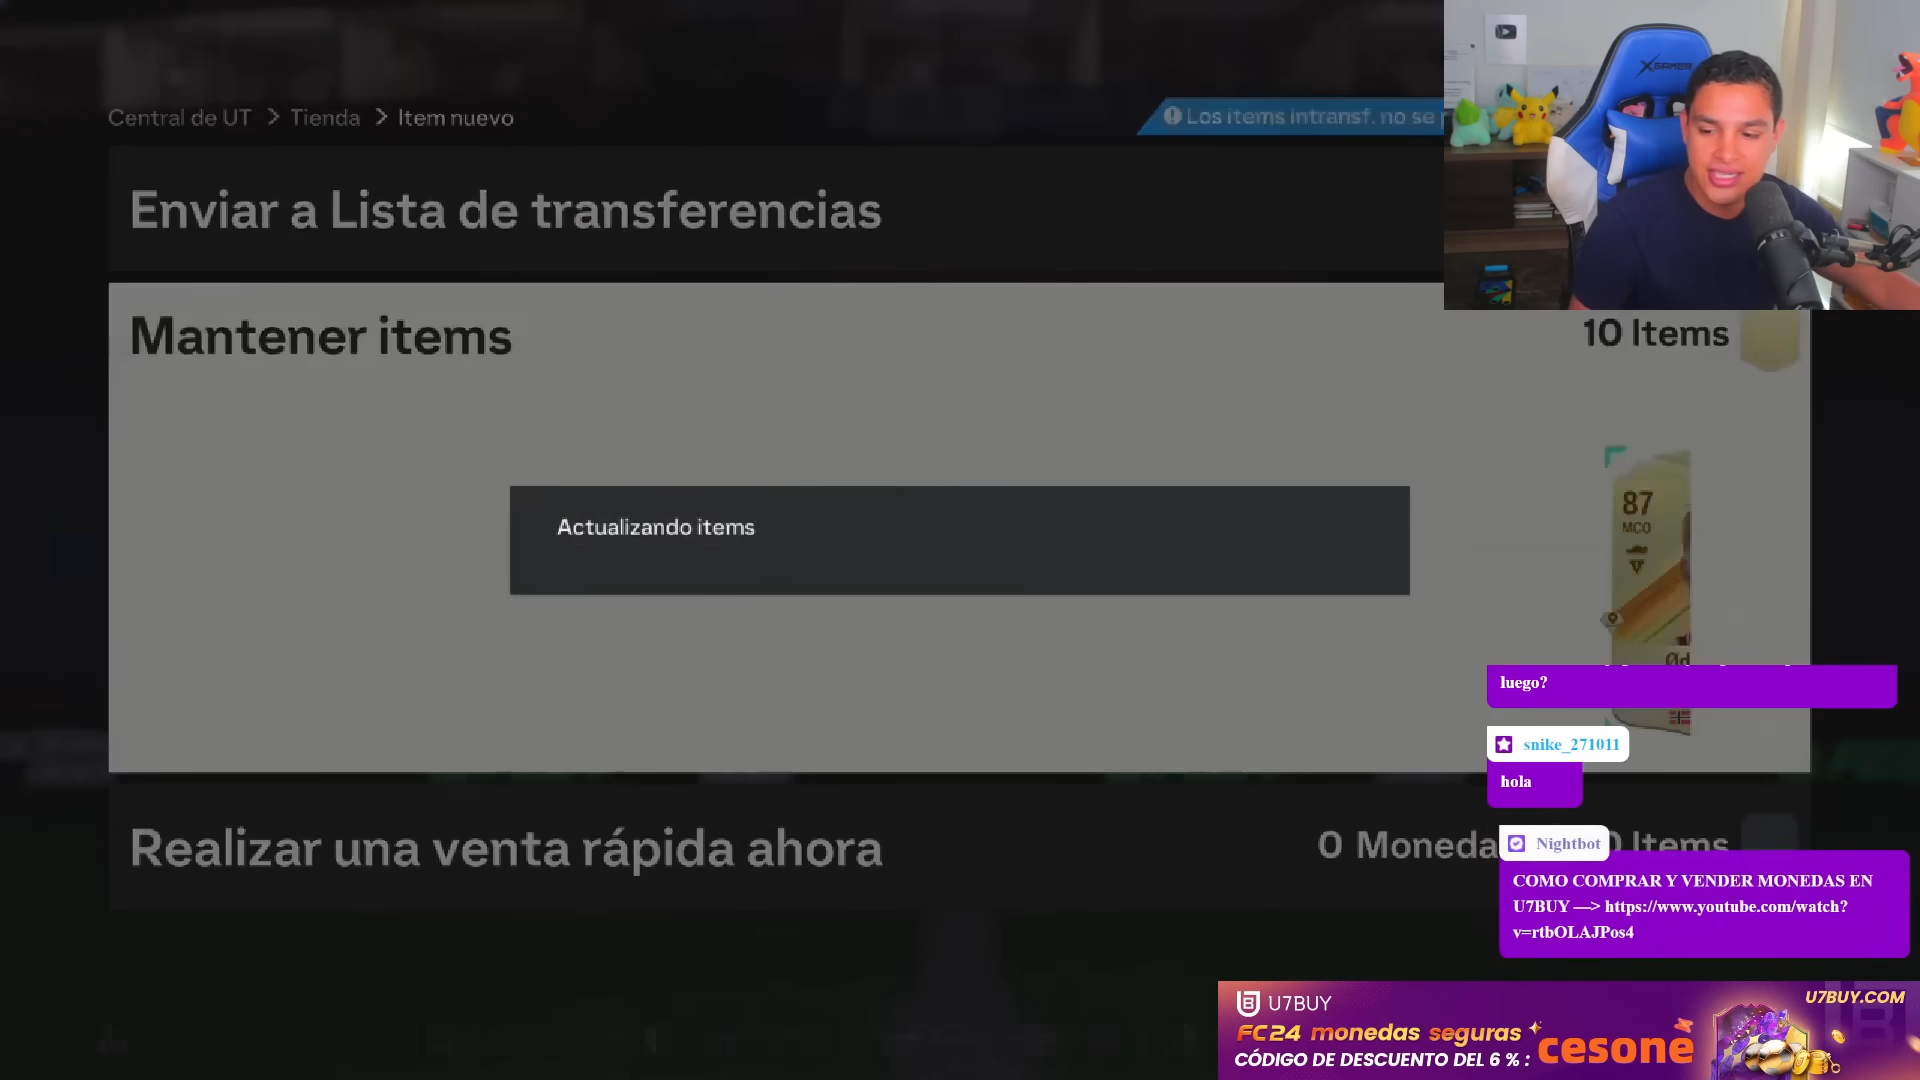 Central de UT > Tienda > Item nuevo
Los items intransf. no se
XGAMER
Enviar a Lista de transferencias
Mantener items
10 Items
87
MCO
Actualizando items
Ød
luego?
snike_271011
hola
Realizar una venta rápida ahora
0 Moneda
0 Items
Nightbot
COMO COMPRAR Y VENDER MONEDAS EN
U7BUY —> https://www.youtube.com/watch?
v=rtbOLAJPos4
U7BUY
U7BUY.COM
FC24 monedas seguras
CÓDIGO DE DESCUENTO DEL 6 % : cesone